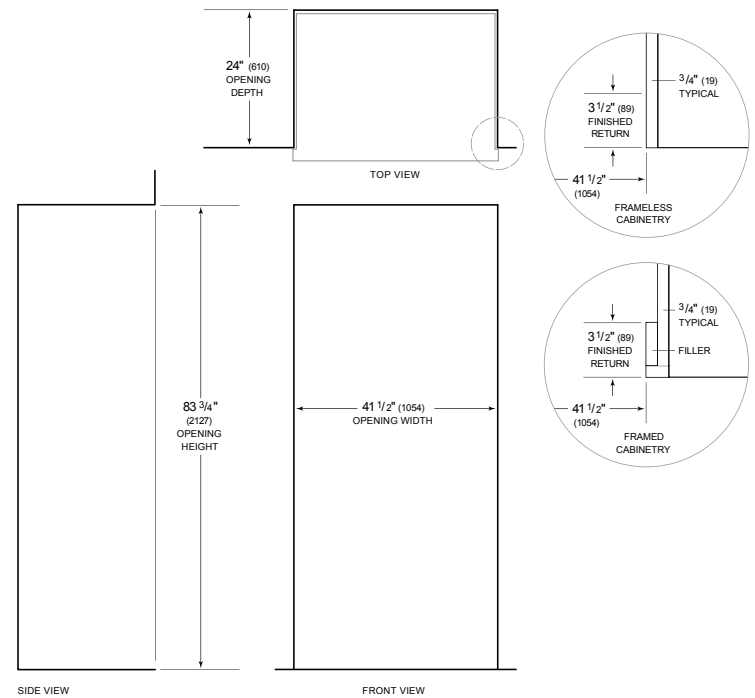 24" (610)
OPENING
DEPTH
TOP VIEW
3/4" (19)
TYPICAL
3 1/2" (89)
FINISHED
RETURN
41 1/2"
(1054)
FRAMELESS
CABINETRY
3/4" (19)
TYPICAL
3 1/2" (89)
FINISHED
RETURN
FILLER
41 1/2"
(1054)
FRAMED
CABINETRY
83 3/4"
(2127)
OPENING
HEIGHT
41 1/2" (1054)
OPENING WIDTH
SIDE VIEW
FRONT VIEW